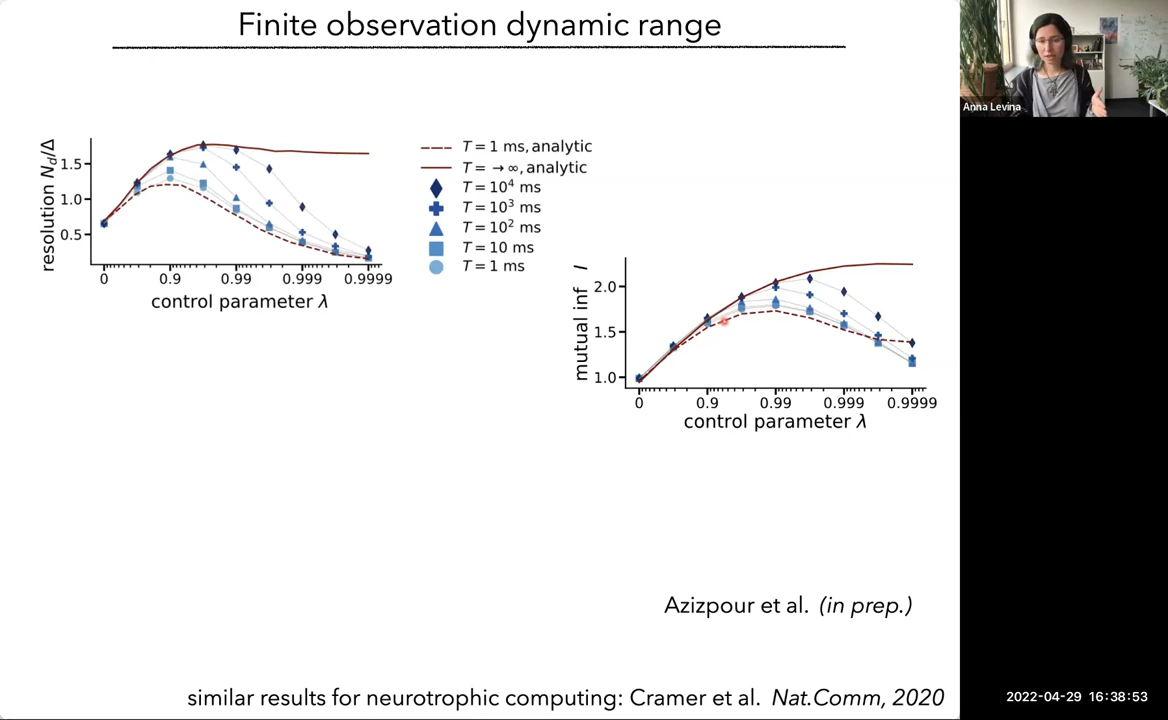 Finite observation dynamic range
Anna Levina
resolution N_d/Δ
1.5
1.0
0.5
0 0.9 0.99 0.999 0.9999
control parameter λ
T = 1 ms, analytic
T = → ∞, analytic
T = 10⁴ ms
T = 10³ ms
T = 10² ms
T = 10 ms
T = 1 ms
mutual inf I
2.0
1.5
1.0
0 0.9 0.99 0.999 0.9999
control parameter λ
Azizpour et al. (in prep.)
similar results for neurotrophic computing: Cramer et al. Nat.Comm, 2020
2022-04-29 16:38:53